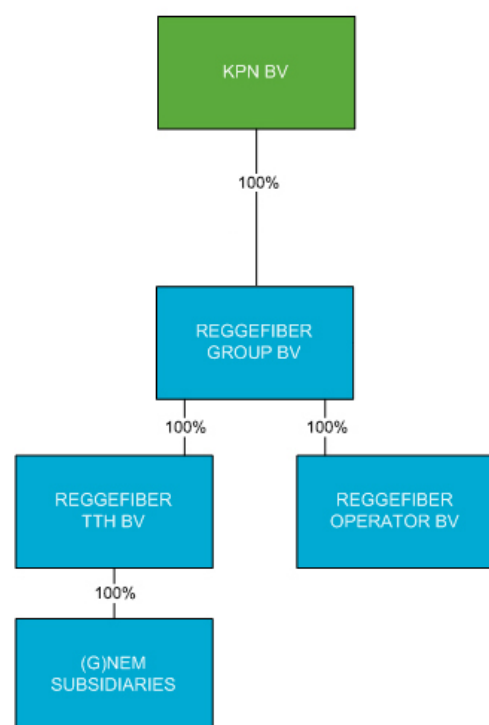 KPN BV
100%
REGGEFIBER
GROUP BV
100%
100%
REGGEFIBER
TTH BV
REGGEFIBER
OPERATOR BV
100%
(G)NEM
SUBSIDIARIES